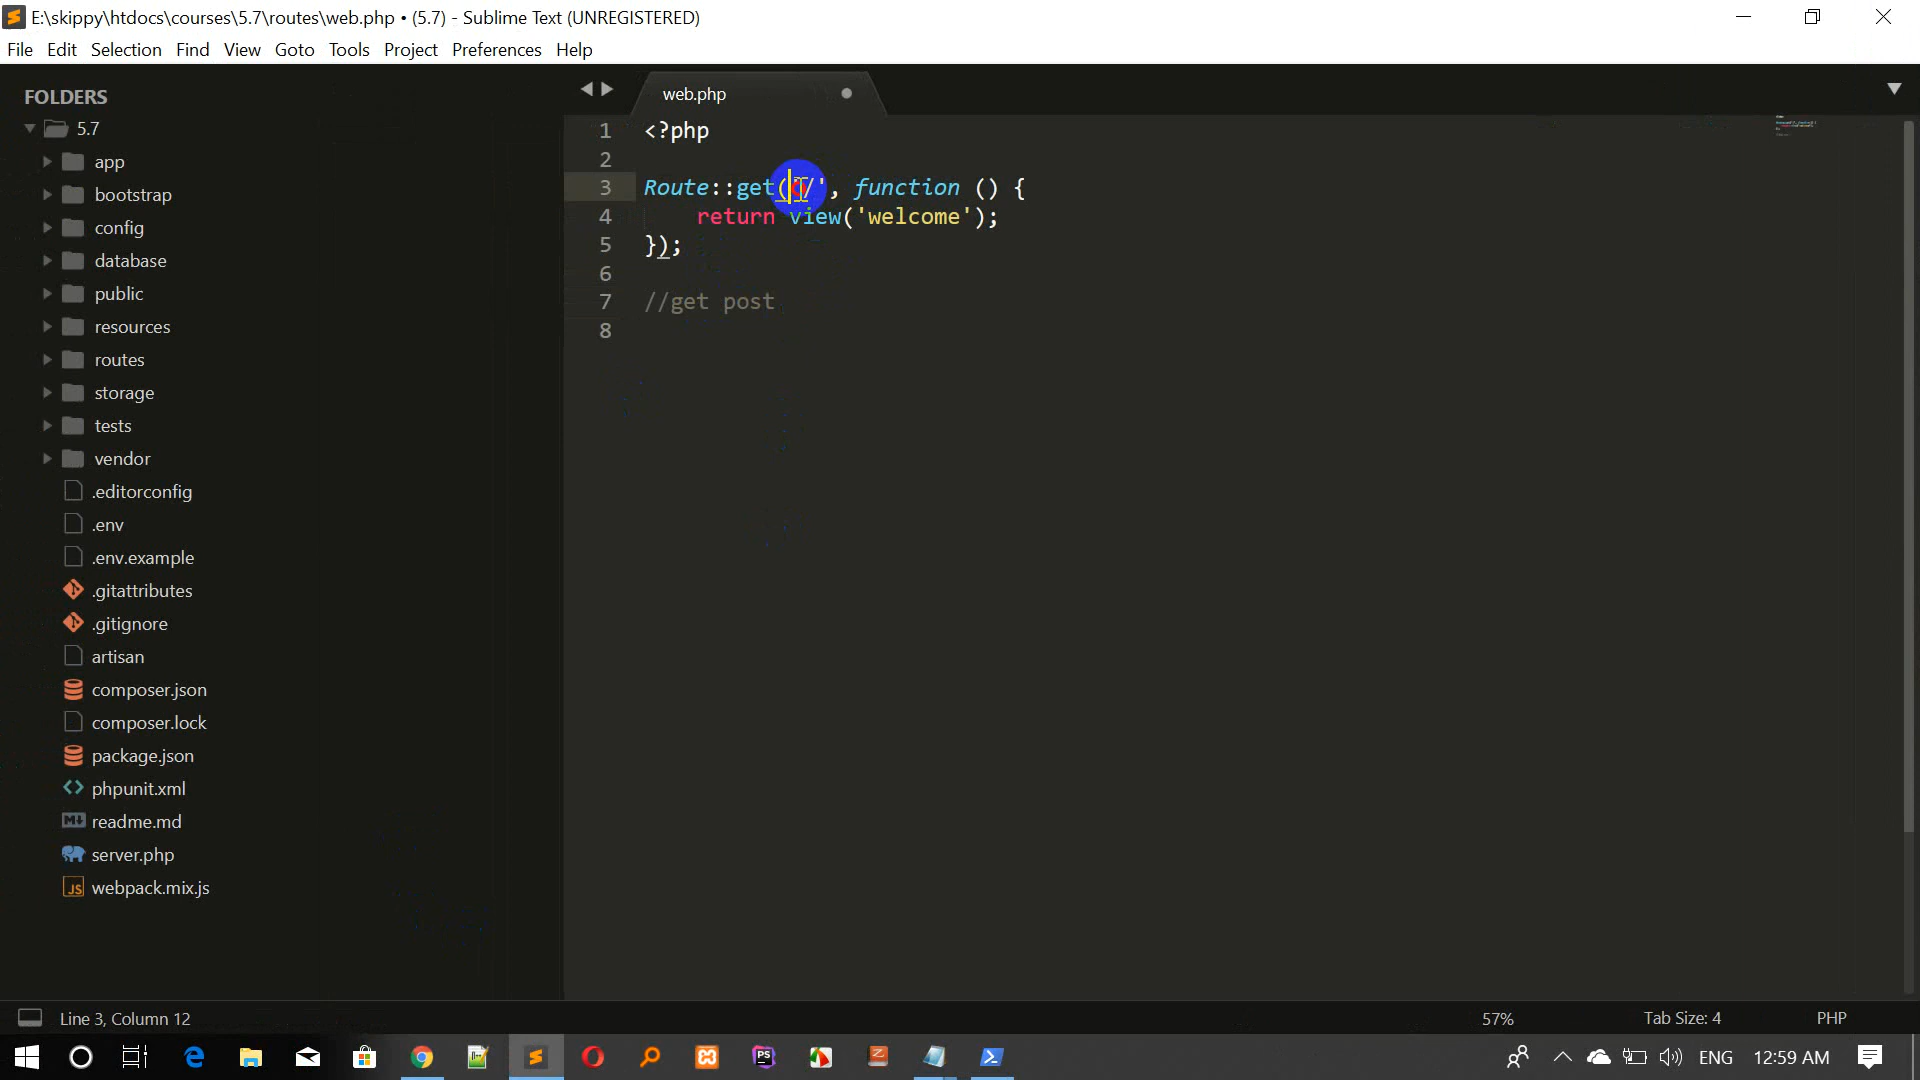 E:\skippy\htdocs\courses\5.7\routes\web.php • (5.7) - Sublime Text (UNREGISTERED)
File Edit Selection Find View Goto Tools Project Preferences Help
FOLDERS
5.7
app
bootstrap
config
database
public
resources
routes
storage
tests
vendor
.editorconfig
.env
.env.example
.gitattributes
.gitignore
artisan
composer.json
composer.lock
package.json
phpunit.xml
readme.md
server.php
JS webpack.mix.js
web.php
1 <?php
2
3 Route::get('/', function () {
4 return view('welcome');
5 });
6
7 //get post
8
Line 3, Column 12 57% Tab Size: 4 PHP
ENG 12:59 AM